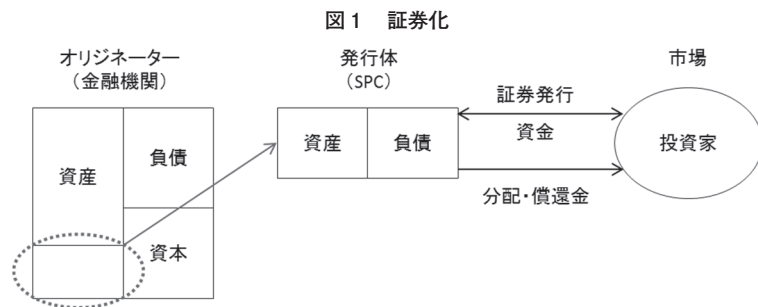 図1 証券化
オリジネーター
（金融機関）
発行体
（SPC）
市場
資産
負債
資本
資産
負債
証券発行
資金
分配・償還金
投資家